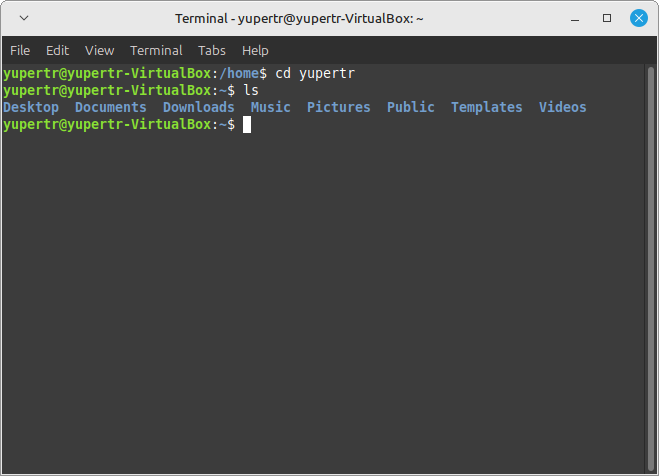 Terminal - yupertr@yupertr-VirtualBox: ~
File Edit View Terminal Tabs Help
yupertr@yupertr-VirtualBox:/home$ cd yupertr
yupertr@yupertr-VirtualBox:~$ ls
Desktop Documents Downloads Music Pictures Public Templates Videos
yupertr@yupertr-VirtualBox:~$